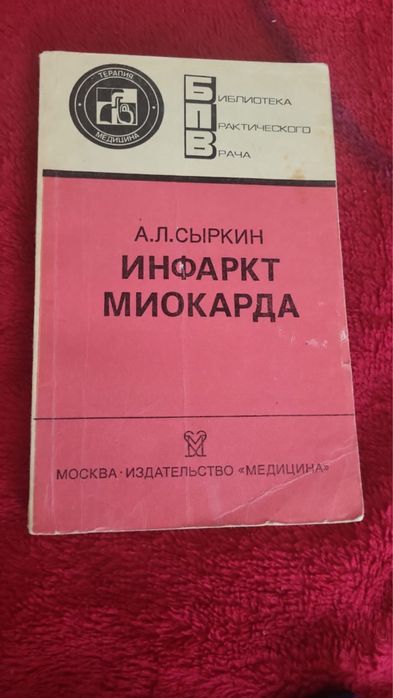 ТЕРАПИЯ
МЕДИЦИНА
БИБЛИОТЕКА
ПРАКТИЧЕСКОГО
ВРАЧА
А.Л.СЫРКИН
ИНФАРКТ
МИОКАРДА
МОСКВА·ИЗДАТЕЛЬСТВО «МЕДИЦИНА»